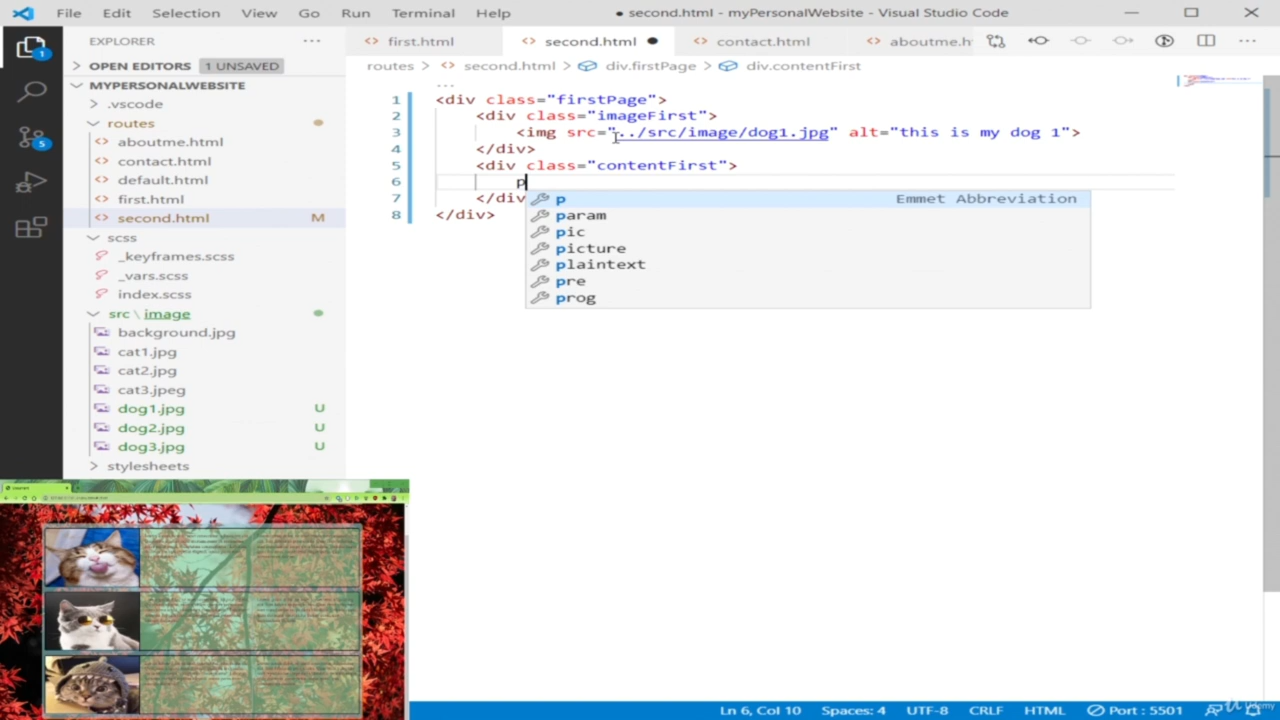 File Edit Selection View Go Run Terminal Help
● second.html - myPersonalWebsite - Visual Studio Code
EXPLORER
first.html
second.html
contact.html
aboutme.h
OPEN EDITORS 1 UNSAVED
routes > second.html > div.firstPage > div.contentFirst
MYPERSONALWEBSITE
.vscode
routes
aboutme.html
contact.html
default.html
first.html
second.html M
scss
_keyframes.scss
_vars.scss
index.scss
src \ image
background.jpg
cat1.jpg
cat2.jpg
cat3.jpeg
dog1.jpg U
dog2.jpg U
dog3.jpg U
stylesheets
1 <div class="firstPage">
2 <div class="imageFirst">
3 <img src="../src/image/dog1.jpg" alt="this is my dog 1">
4 </div>
5 <div class="contentFirst">
6 p
7 </div
8 </div>
p Emmet Abbreviation
param
pic
picture
plaintext
pre
prog
1
5
Ln 6, Col 10 Spaces: 4 UTF-8 CRLF HTML Port : 5501
Udemy